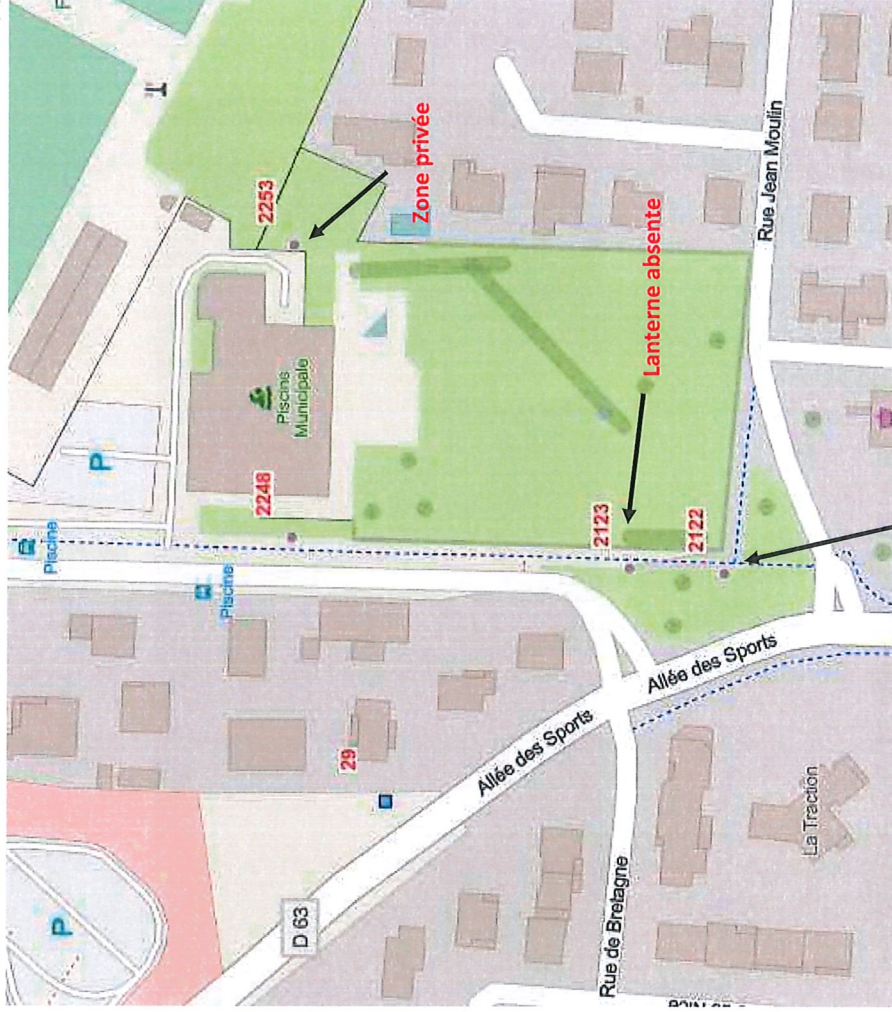 P
2253
Zone privée
Piscine
Municipale
P
2248
Piscine
Piscine
Lanterne absente
Rue Jean Moulin
2123
2122
29
Allée des Sports
Allée des Sports
D 63
P
Rue de Bretagne
La Traction